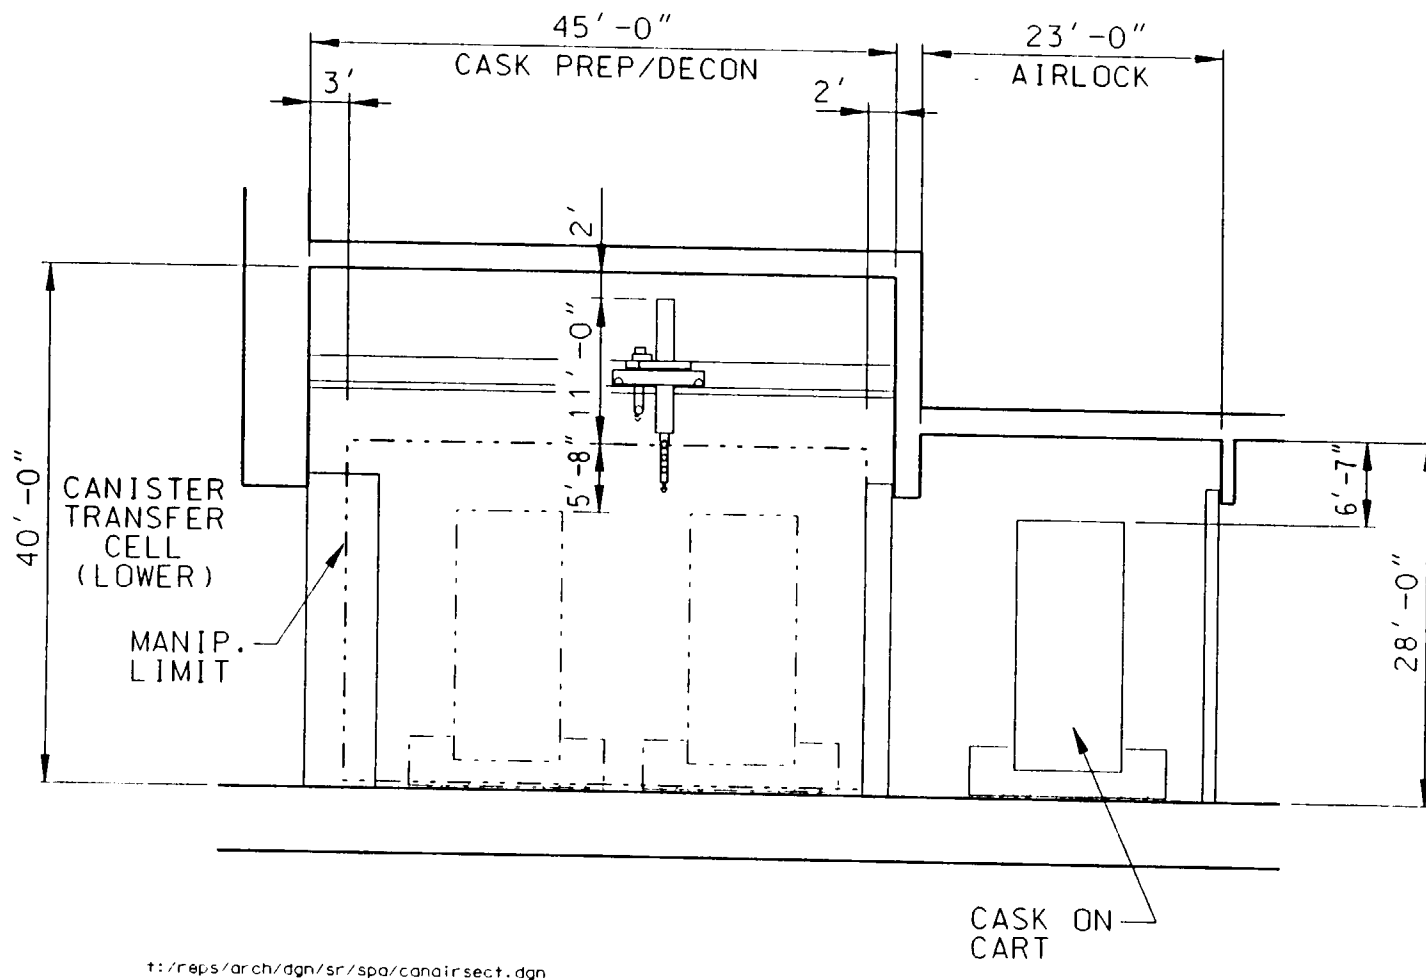 45'-0"
CASK PREP/DECON
23'-0"
AIRLOCK
3'
2'
2'
11'-0"
5'-8"
40'-0"
CANISTER
TRANSFER
CELL
(LOWER)
MANIP.
LIMIT
6'-7"
28'-0"
CASK ON
CART
t:/reps/arch/dgn/sr/spa/canairsect.dgn